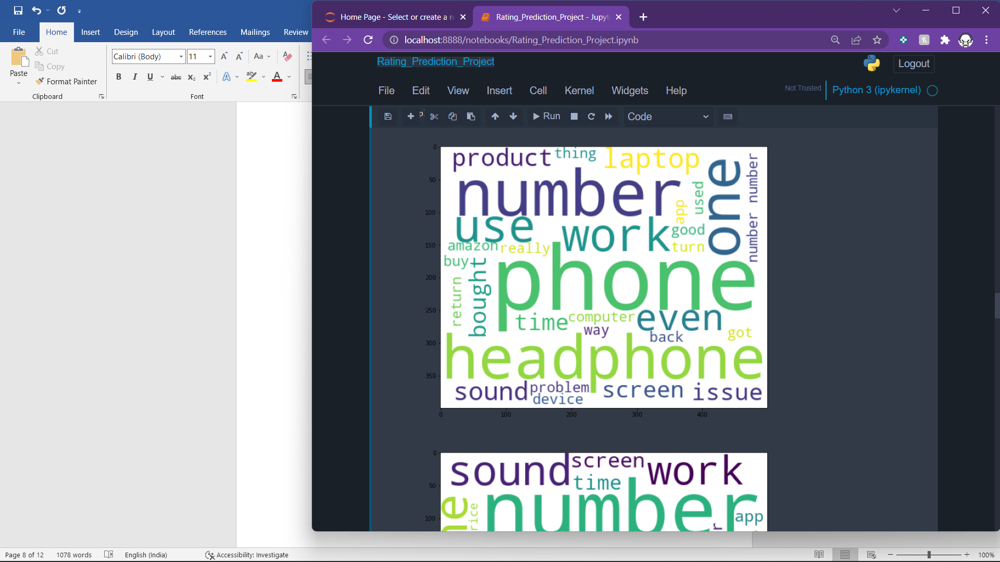 File
Home
Insert
Design
Layout
References
Mailings
Review
Paste
Cut
Copy
Format Painter
Clipboard
Calibri (Body)
11
Aa
B I U abc x₂ x² A ab A
Font
Home Page - Select or create a n
Rating_Prediction_Project - Jupyt
localhost:8888/notebooks/Rating_Prediction_Project.ipynb
Rating_Prediction_Project
Logout
File Edit View Insert Cell Kernel Widgets Help
Not Trusted
Python 3 (ipykernel)
Run
Code
0
50
100
150
200
250
300
350
0 100 200 300 400
product
thing
laptop
number
one
number number
used
app
use
work
good
amazon
really
turn
buy
bought
phone
return
time
computer
even
way
back
got
headphone
sound
problem
screen
issue
device
0
50
100
sound
screen
work
time
number
app
rice
Page 8 of 12
1078 words
English (India)
Accessibility: Investigate
100%